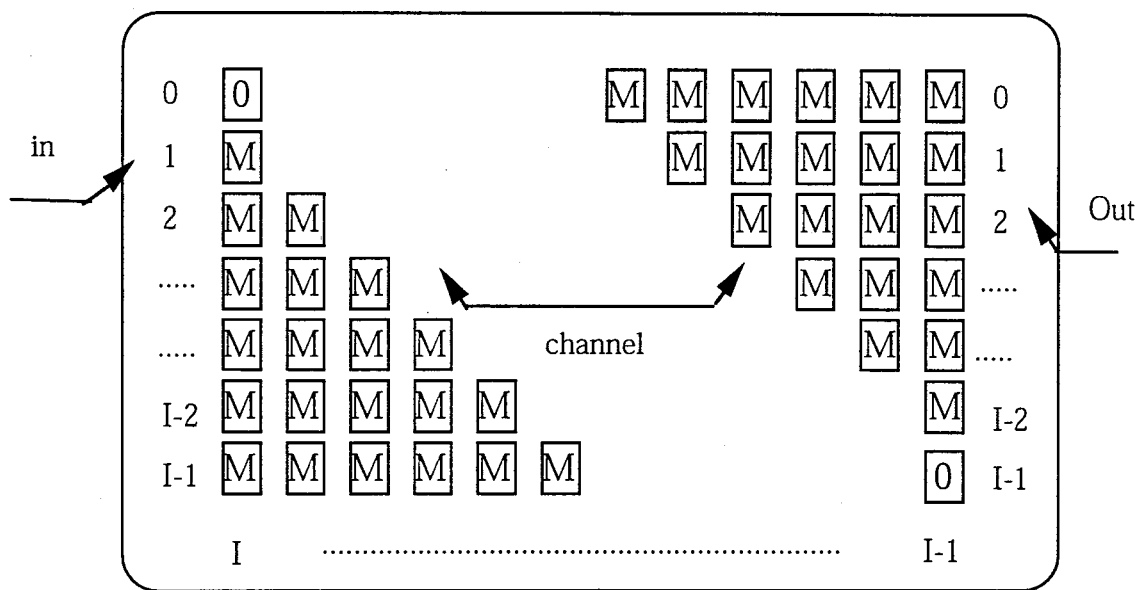 0 0 M M M M M M 0
in 1 M M M M M M 1
2 M M M M M M 2 Out
..... M M M M M M .....
..... M M M M M M .....
channel
I-2 M M M M M M I-2
I-1 M M M M M M 0 I-1
I ........................................................ I-1